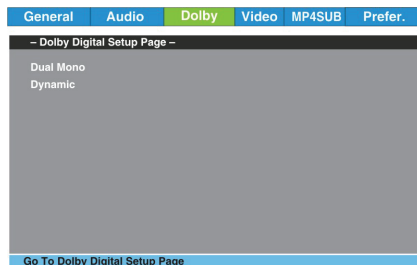 General Audio Dolby Video MP4SUB Prefer.
– Dolby Digital Setup Page –
Dual Mono
Dynamic
Go To Dolby Digital Setup Page